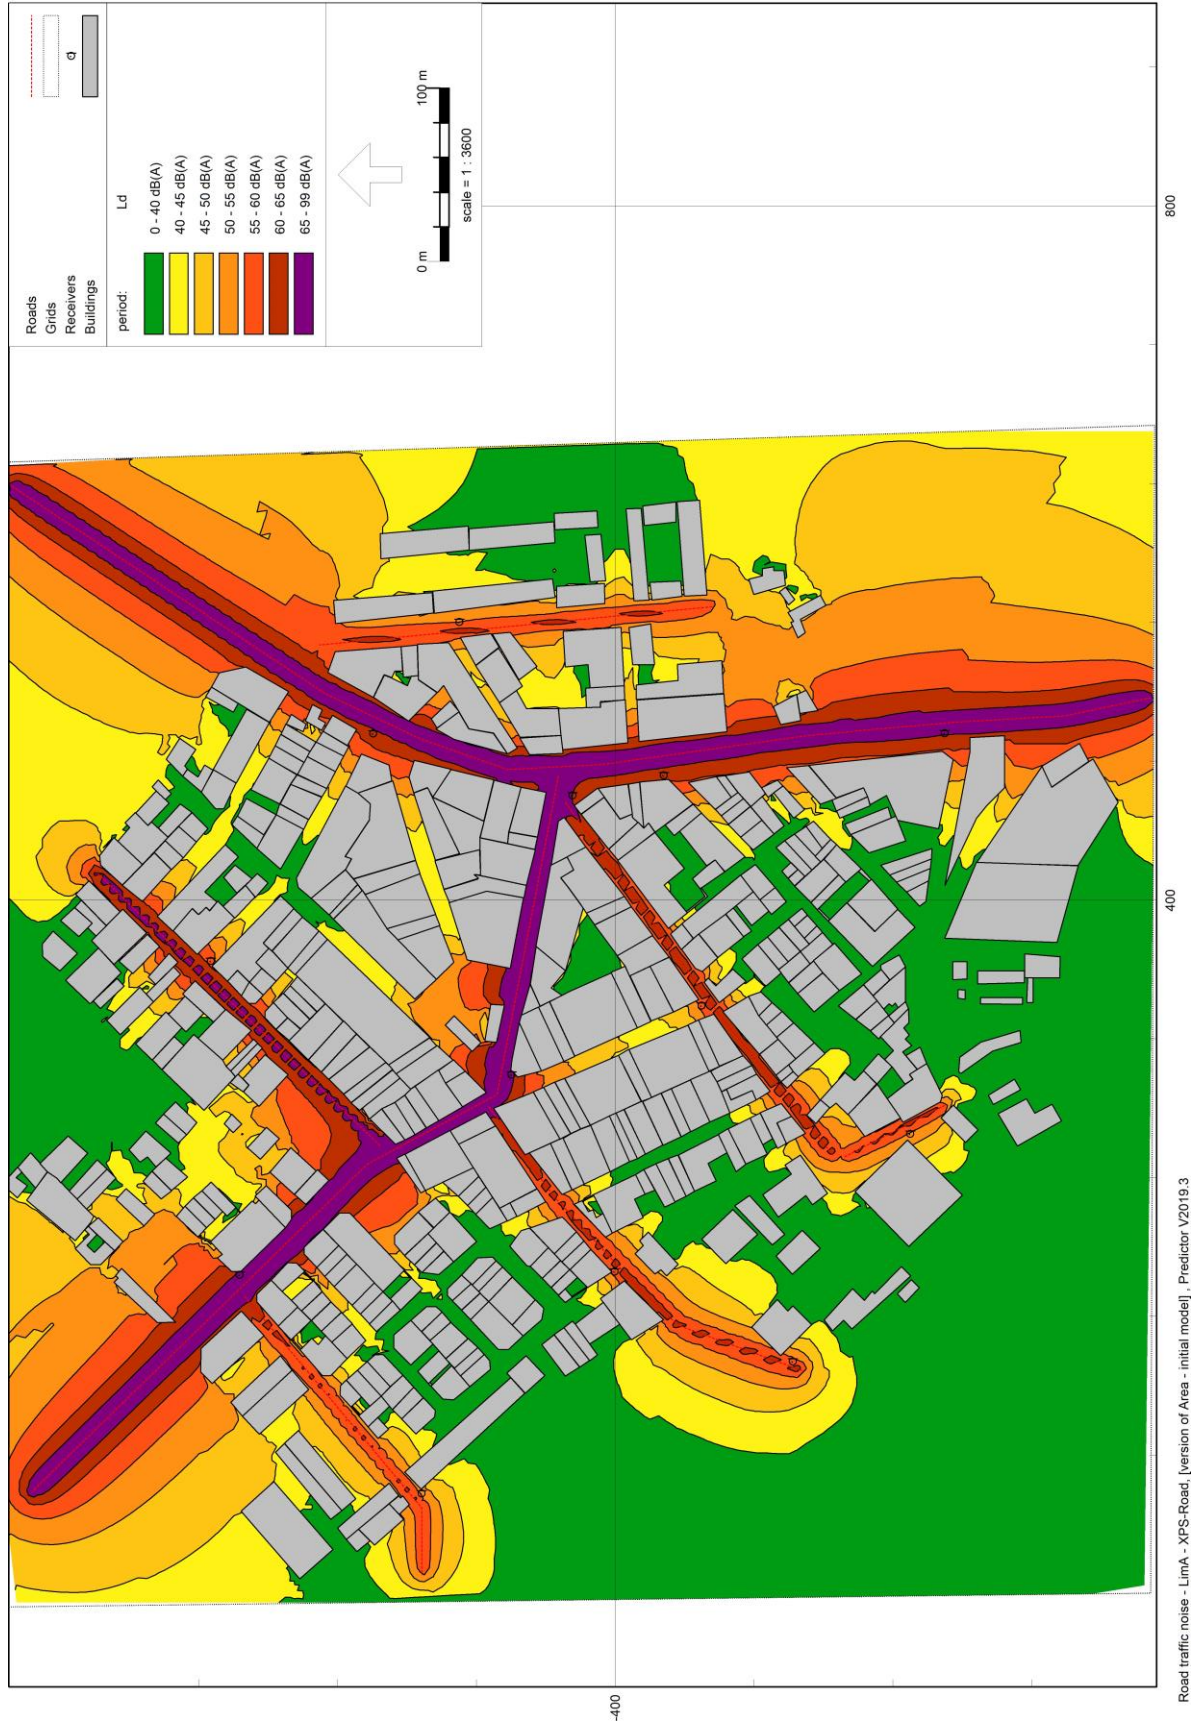 Roads
Grids
Receivers
Buildings
period: Ld
0 - 40 dB(A)
40 - 45 dB(A)
45 - 50 dB(A)
50 - 55 dB(A)
55 - 60 dB(A)
60 - 65 dB(A)
65 - 99 dB(A)
0 m 100 m
scale = 1 : 3600
-400
400
800
Road traffic noise - LimA - XPS-Road, [version of Area - initial model] , Predictor V2019.3